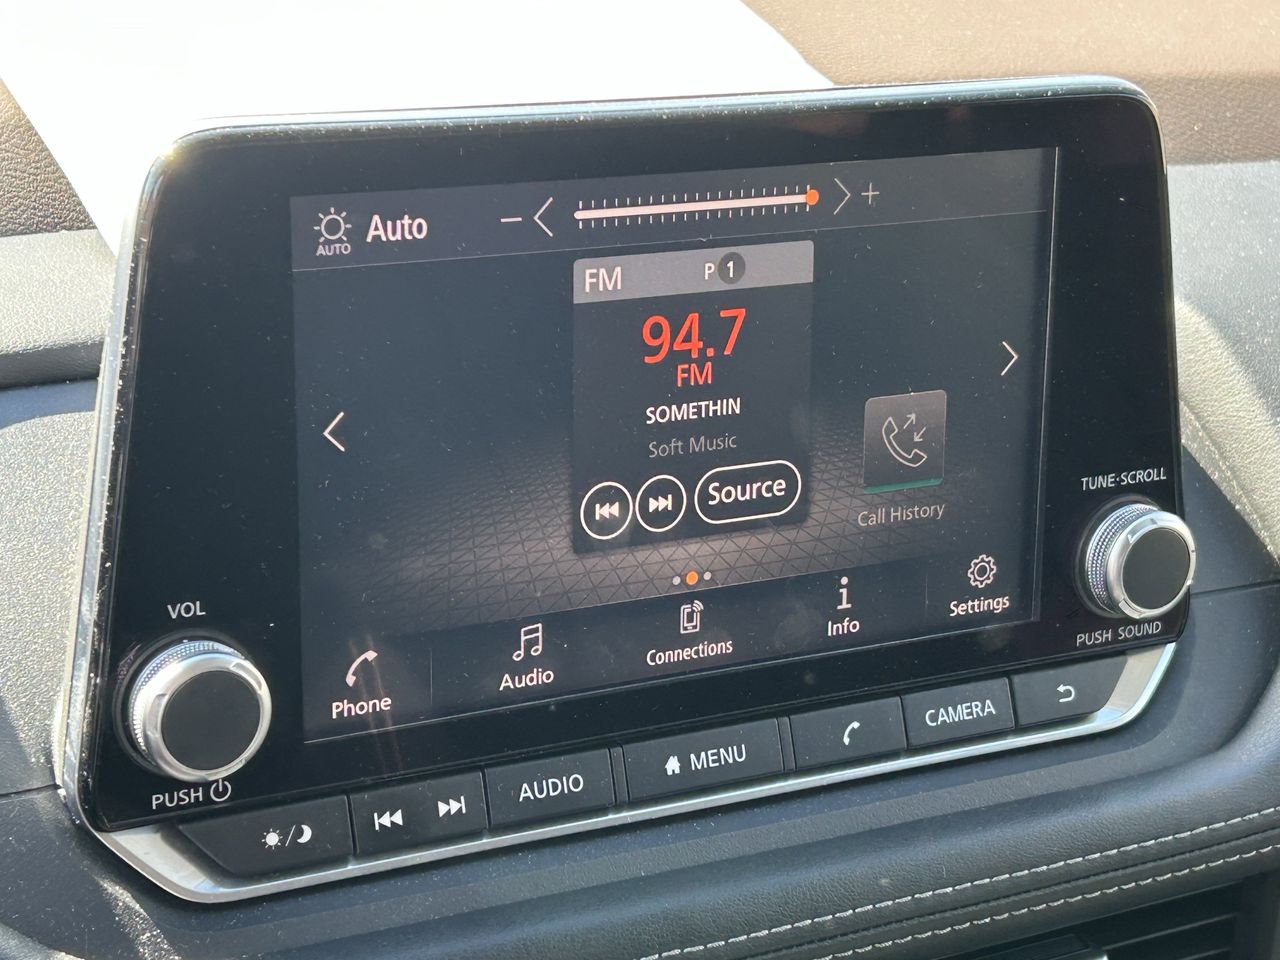 AUTO Auto − +
FM P 1
94.7
FM
SOMETHIN
Soft Music
Source
Call History
TUNE·SCROLL
PUSH SOUND
VOL
PUSH
Phone Audio Connections Info Settings
AUDIO MENU CAMERA